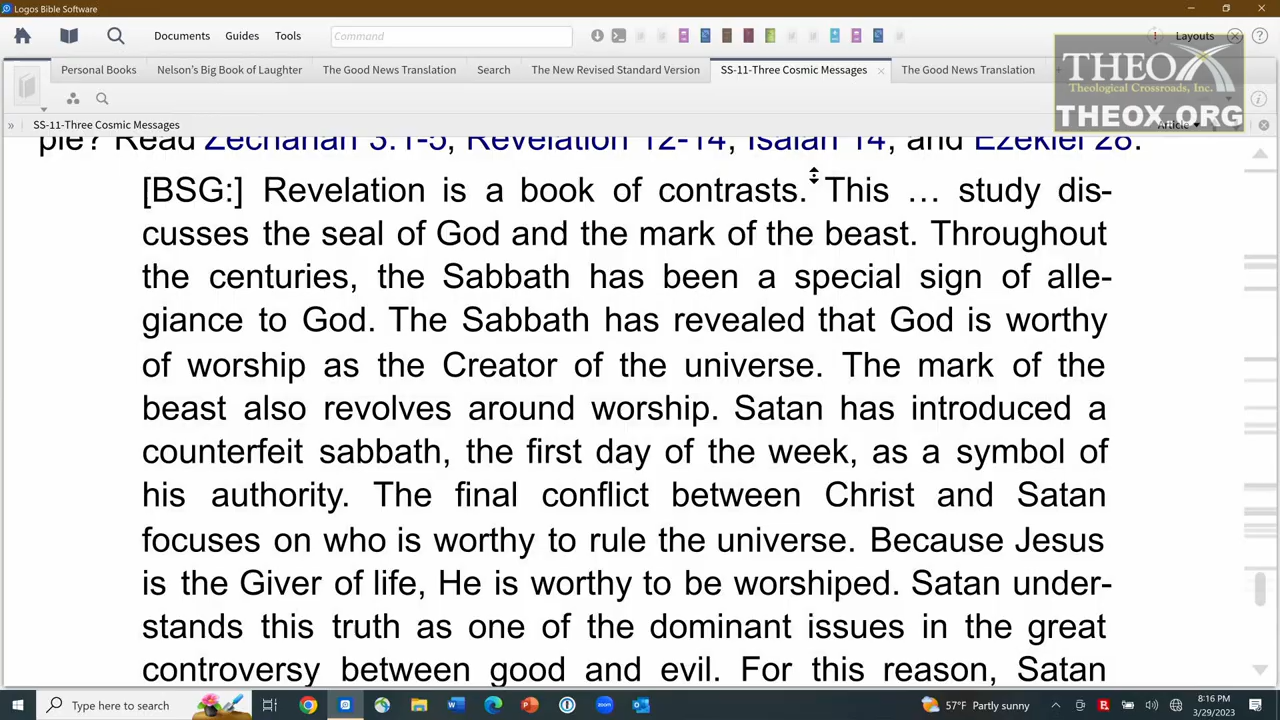 Logos Bible Software
Documents Guides Tools Command Layouts
Personal Books Nelson's Big Book of Laughter The Good News Translation Search The New Revised Standard Version SS-11-Three Cosmic Messages The Good News Translation
THEOX
Theological Crossroads, Inc.
THEOX.ORG
SS-11-Three Cosmic Messages Article
ple? Read Zechariah 3:1-5, Revelation 12-14, Isaiah 14, and Ezekiel 28.
[BSG:] Revelation is a book of contrasts. This … study dis-
cusses the seal of God and the mark of the beast. Throughout
the centuries, the Sabbath has been a special sign of alle-
giance to God. The Sabbath has revealed that God is worthy
of worship as the Creator of the universe. The mark of the
beast also revolves around worship. Satan has introduced a
counterfeit sabbath, the first day of the week, as a symbol of
his authority. The final conflict between Christ and Satan
focuses on who is worthy to rule the universe. Because Jesus
is the Giver of life, He is worthy to be worshiped. Satan under-
stands this truth as one of the dominant issues in the great
controversy between good and evil. For this reason, Satan
Type here to search 57°F Partly sunny 8:16 PM
3/29/2023